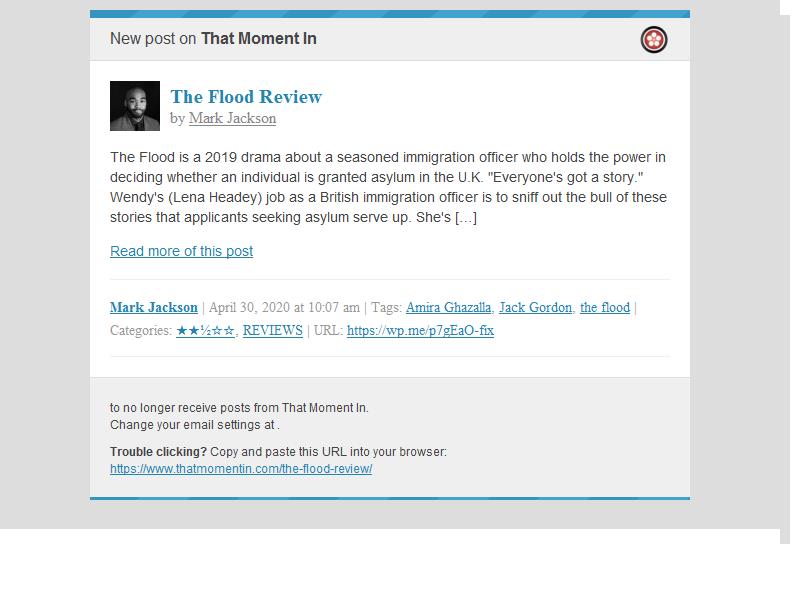 New post on That Moment In
The Flood Review
by Mark Jackson
The Flood is a 2019 drama about a seasoned immigration officer who holds the power in
deciding whether an individual is granted asylum in the U.K. "Everyone's got a story."
Wendy's (Lena Headey) job as a British immigration officer is to sniff out the bull of these
stories that applicants seeking asylum serve up. She's […]
Read more of this post
Mark Jackson | April 30, 2020 at 10:07 am | Tags: Amira Ghazalla, Jack Gordon, the flood |
Categories: ★★½☆☆, REVIEWS | URL: https://wp.me/p7gEaO-fix
to no longer receive posts from That Moment In.
Change your email settings at .
Trouble clicking? Copy and paste this URL into your browser:
https://www.thatmomentin.com/the-flood-review/